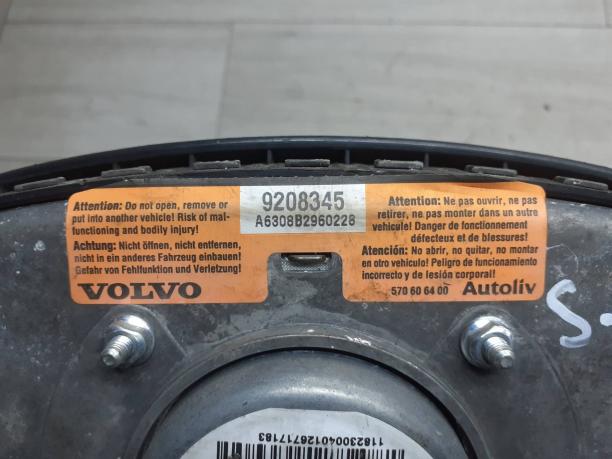 Attention: Do not open, remove or
put into another vehicle! Risk of mal-
functioning and bodily injury!
Achtung: Nicht öffnen, nicht entfernen,
nicht in ein anderes Fahrzeug einbauen!
Gefahr von Fehlfunktion und Verletzung!
VOLVO
9208345
A6308B2960228
Attention: Ne pas ouvrir, ne pas
retirer, ne pas monter dans un autre
véhicule! Danger de fonctionnement
défecteux et de blessures!
Atención: No abrir, no quitar, no montar
en otro vehículo! Peligro de funcionamiento
incorrecto y de lesión corporal!
570 60 64 00 Autoliv
S-
118230040126717183